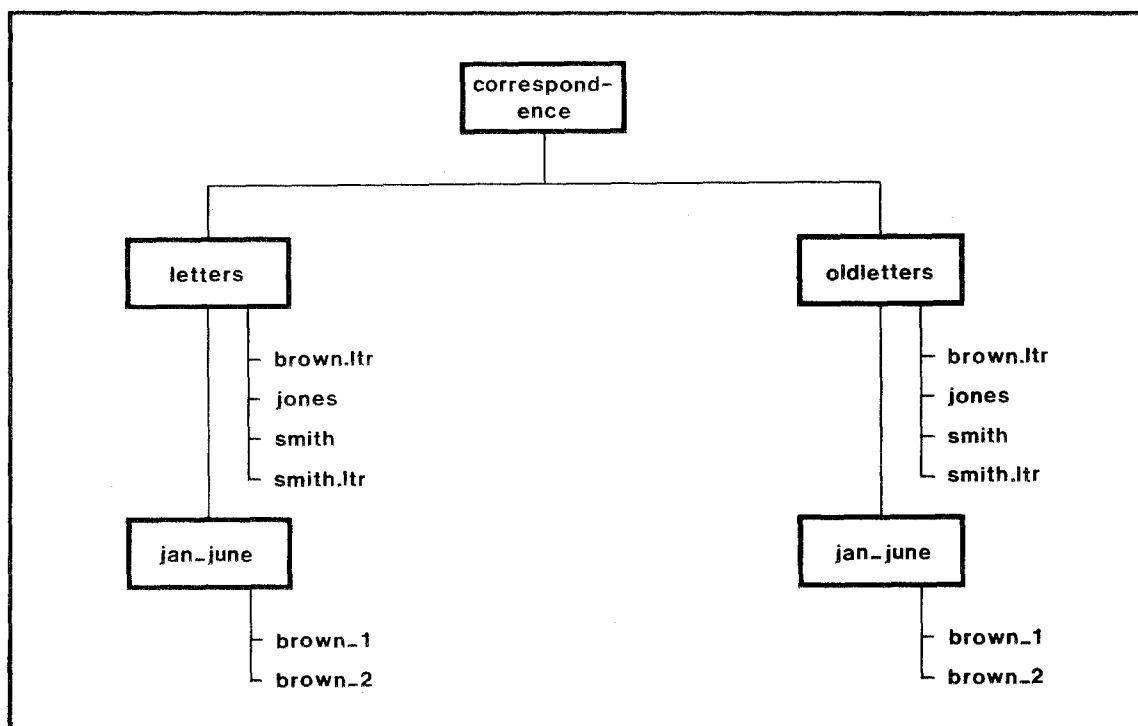 correspond-
ence
letters
brown.ltr
jones
smith
smith.ltr
jan_june
brown_1
brown_2
oldletters
brown.ltr
jones
smith
smith.ltr
jan_june
brown_1
brown_2